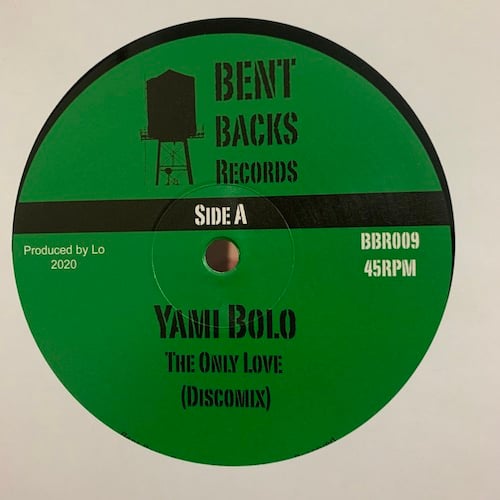 BENT
BACKS
RECORDS
SIDE A
Produced by Lo
2020
BBR009
45RPM
YAMI BOLO
THE ONLY LOVE
(DISCOMIX)